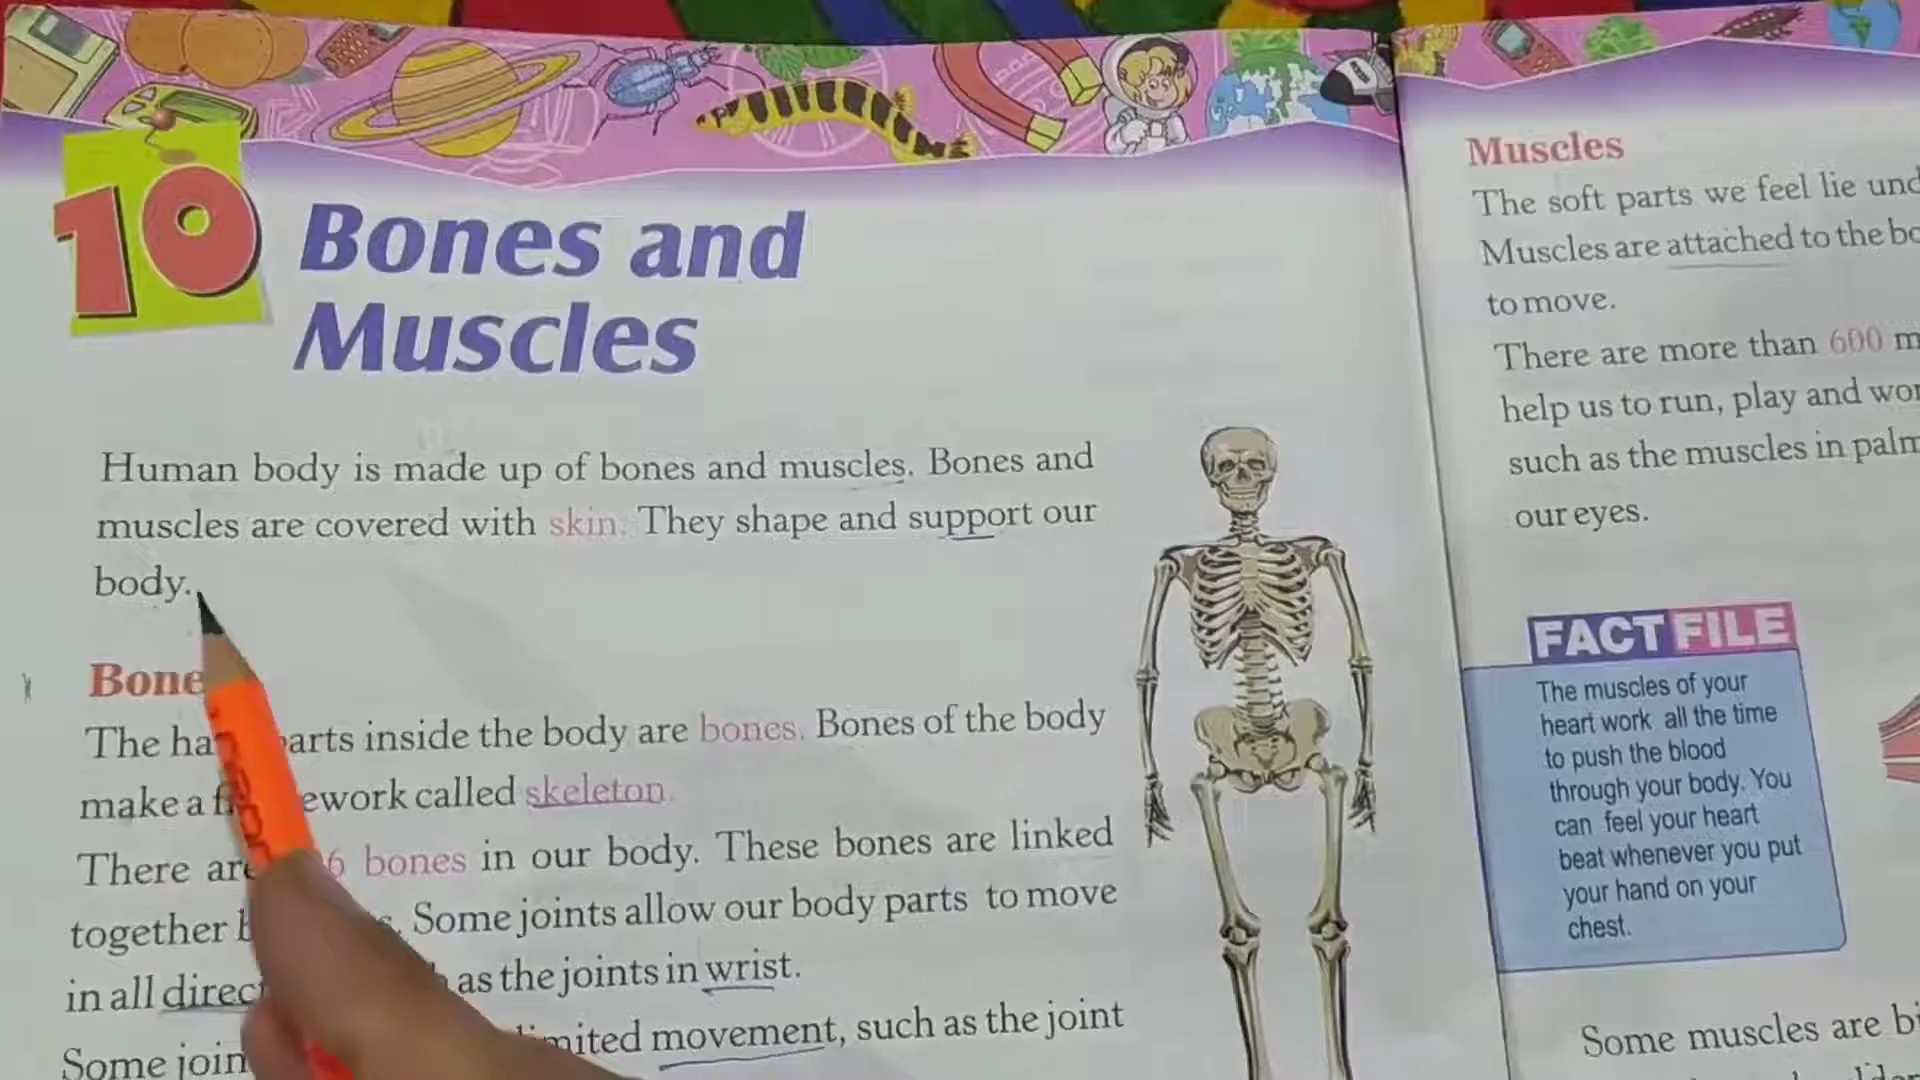 10
Bones and
Muscles
Human body is made up of bones and muscles. Bones and
muscles are covered with skin. They shape and support our
body.
Bone
The parts inside the body are bones. Bones of the body
make a called skeleton.
There are 6 bones in our body. These bones are linked
together Some joints allow our body parts to move
in all as the joints in wrist.
Some movement, such as the joint
Muscles
The soft parts we feel lie
Muscles are attached to the
to move.
There are more than 600
help us to run, play and
such as the muscles in
our eyes.
FACT FILE
The muscles of your
heart work all the time
to push the blood
through your body. You
can feel your heart
beat whenever you put
your hand on your
chest.
Some muscles are